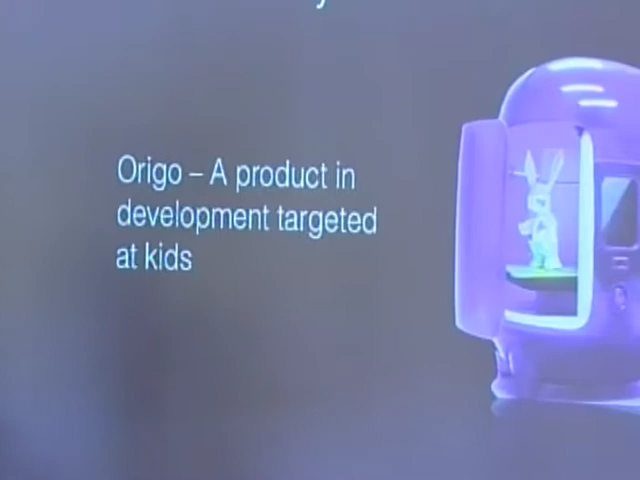 Origo – A product in
development targeted
at kids